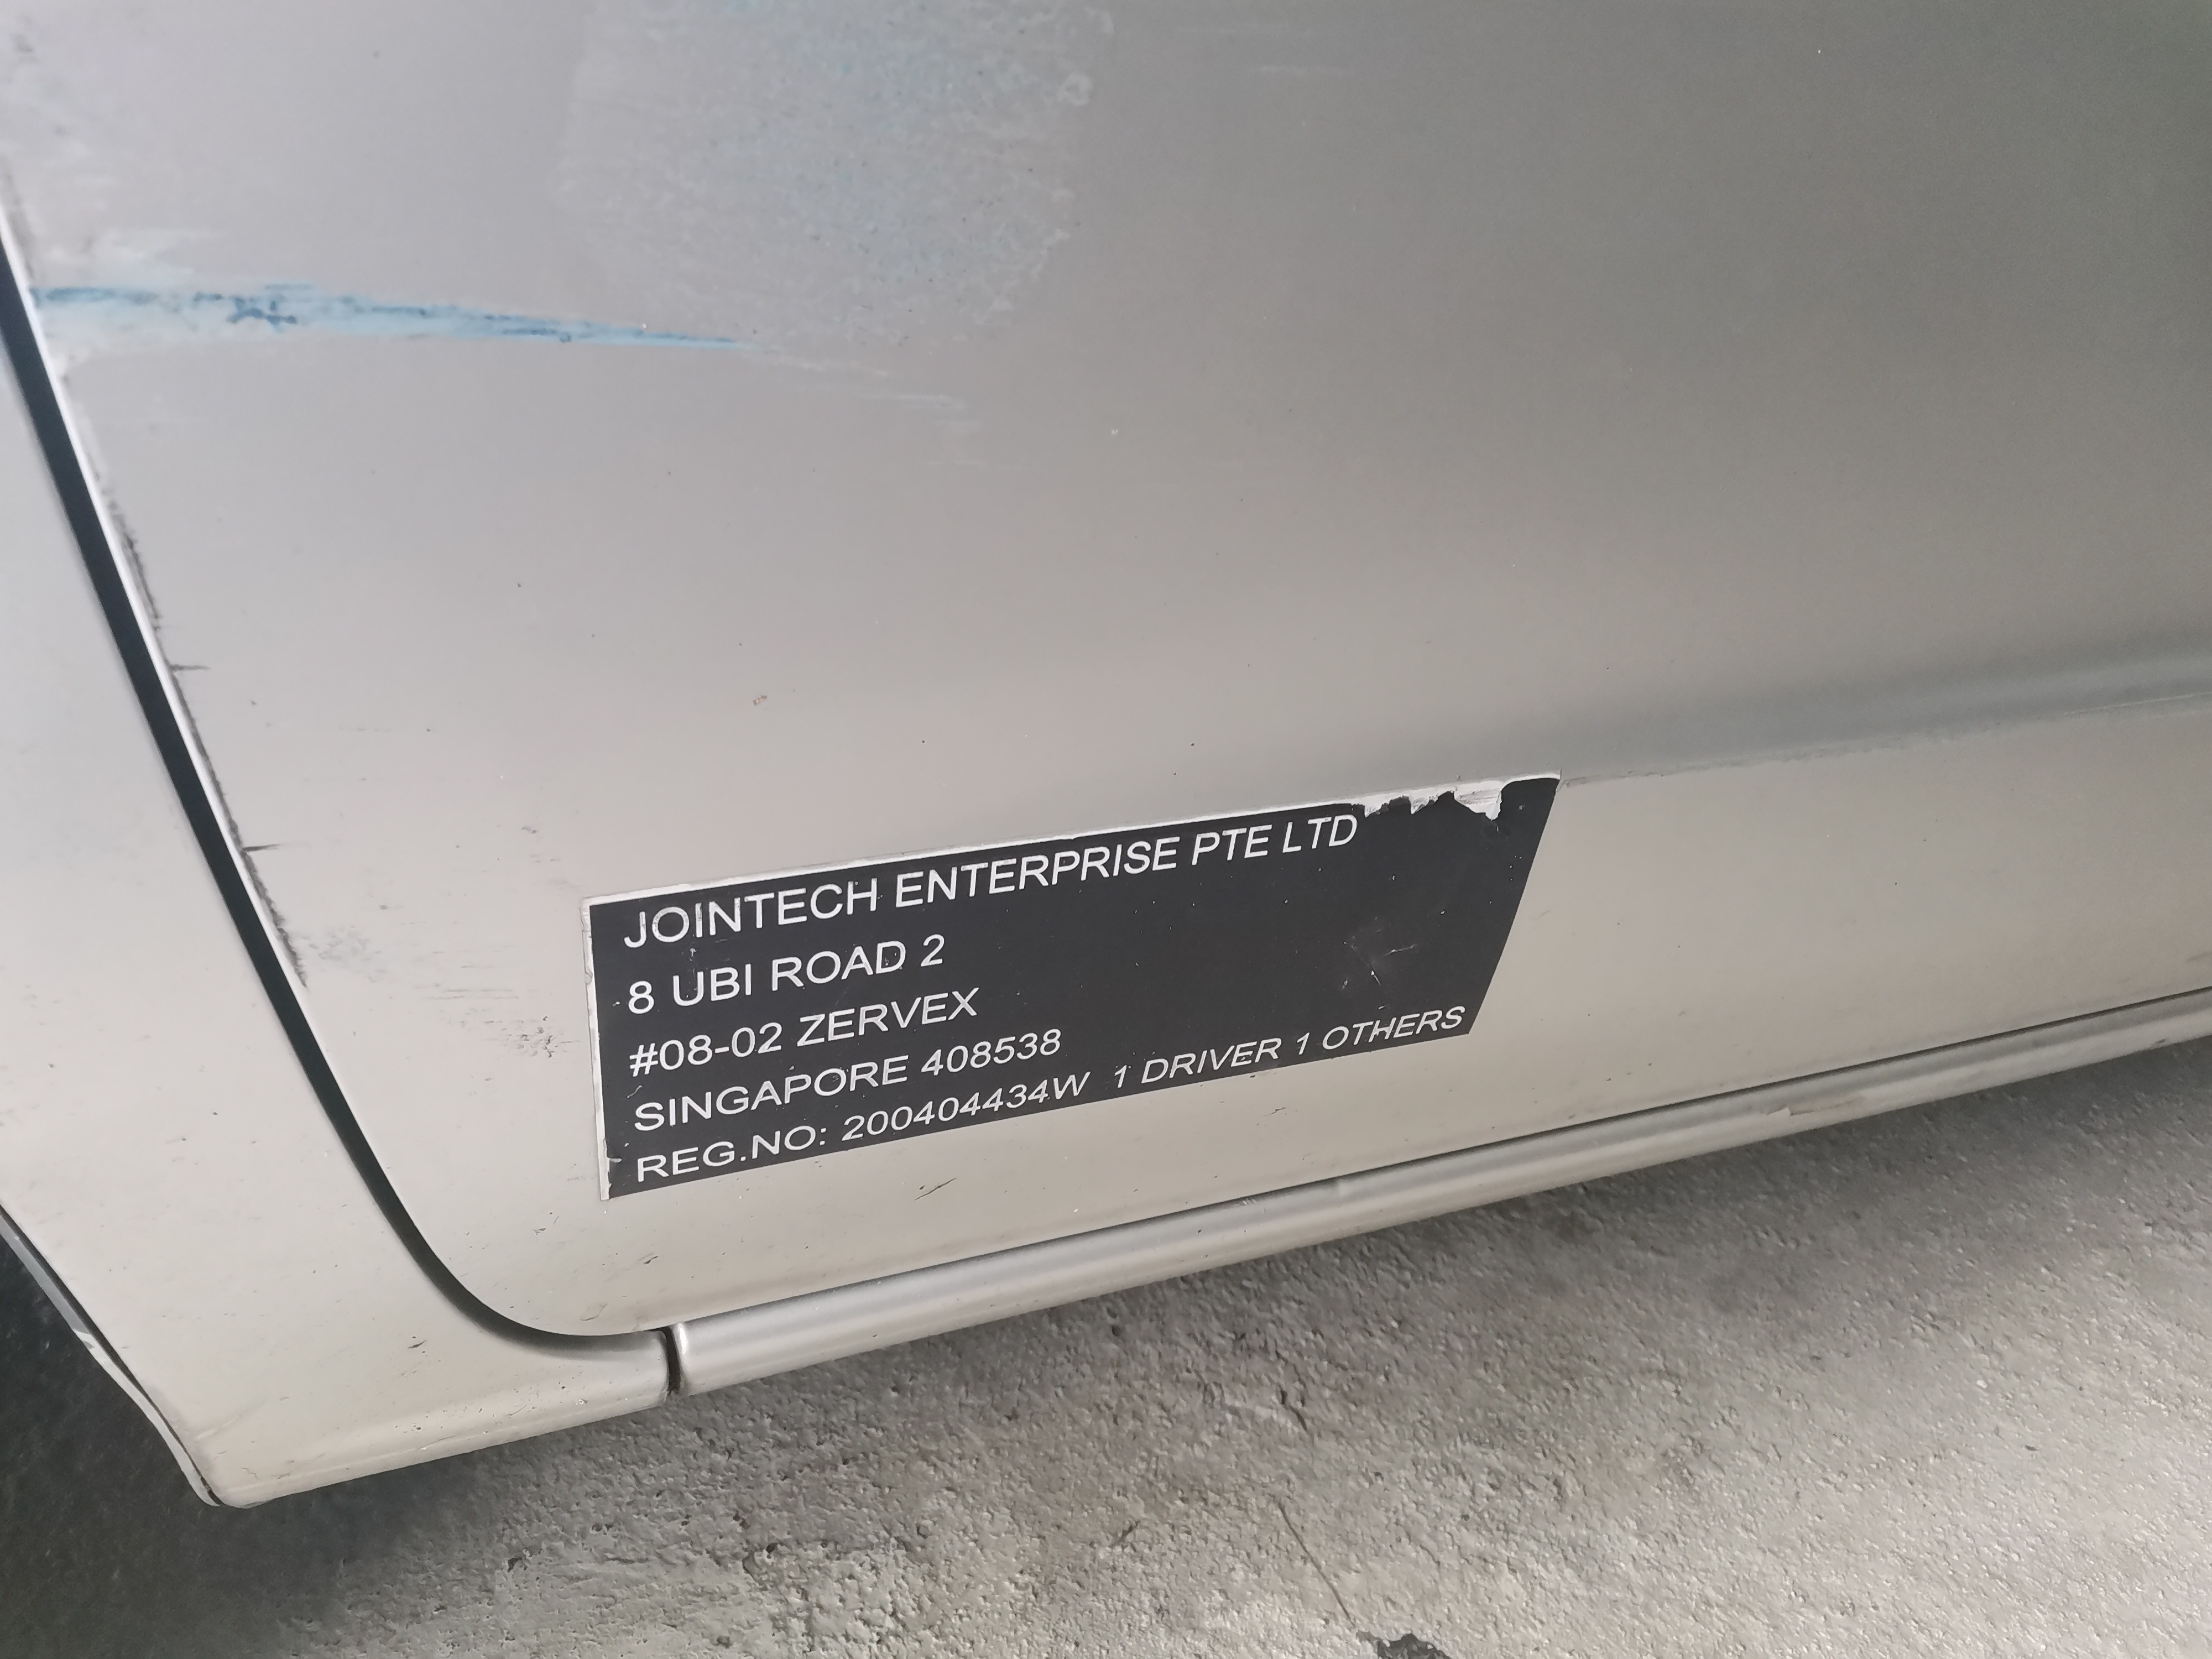 JOINTECH ENTERPRISE PTE LTD
8 UBI ROAD 2
#08-02 ZERVEX
SINGAPORE 408538
REG.NO: 200404434W 1 DRIVER 1 OTHERS